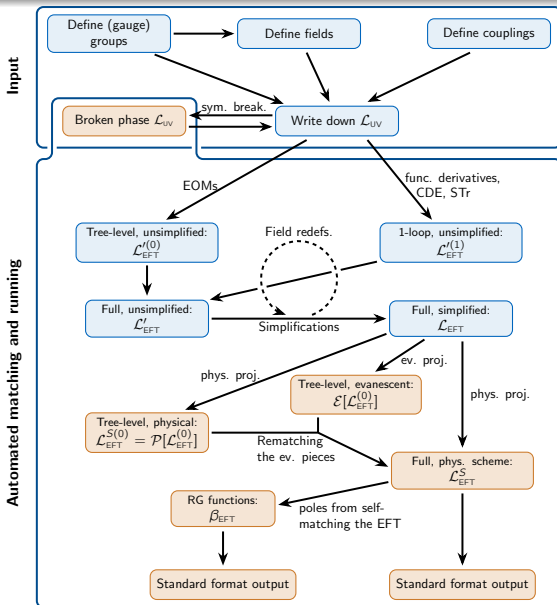 Input
Define (gauge)
groups
Define fields
Define couplings
sym. break.
Broken phase ℒ_UV
Write down ℒ_UV
Automated matching and running
EOMs
func. derivatives,
CDE, STr
Tree-level, unsimplified:
ℒ′_EFT^(0)
Field redefs.
1-loop, unsimplified:
ℒ′_EFT^(1)
Full, unsimplified:
ℒ′_EFT
Simplifications
Full, simplified:
ℒ_EFT
phys. proj.
ev. proj.
phys. proj.
Tree-level, evanescent:
ℰ[ℒ_EFT^(0)]
Tree-level, physical:
ℒ_EFT^S(0) = 𝒫[ℒ_EFT^(0)]
Rematching
the ev. pieces
Full, phys. scheme:
ℒ_EFT^S
RG functions:
β_EFT
poles from self-
matching the EFT
Standard format output
Standard format output